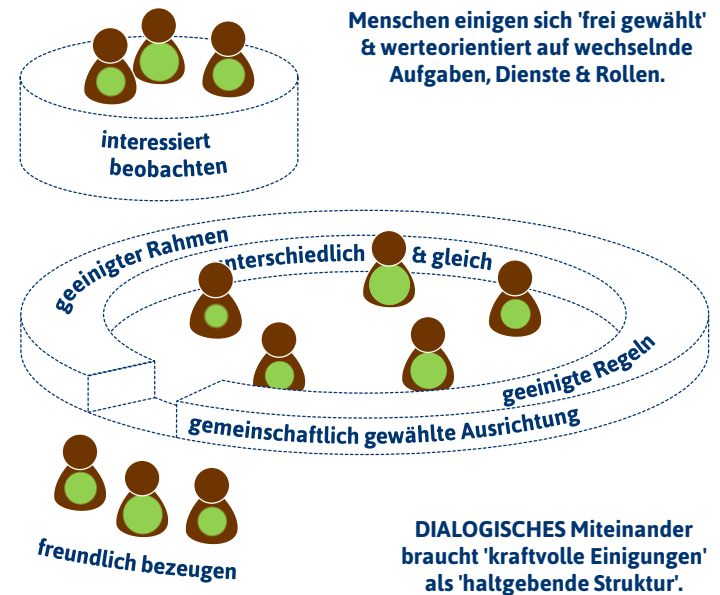 Menschen einigen sich 'frei gewählt'
& werteorientiert auf wechselnde
Aufgaben, Dienste & Rollen.
interessiert
beobachten
geeinigter Rahmen
unterschiedlich & gleich
geeinigte Regeln
gemeinschaftlich gewählte Ausrichtung
freundlich bezeugen
DIALOGISCHES Miteinander
braucht 'kraftvolle Einigungen'
als 'haltgebende Struktur'.